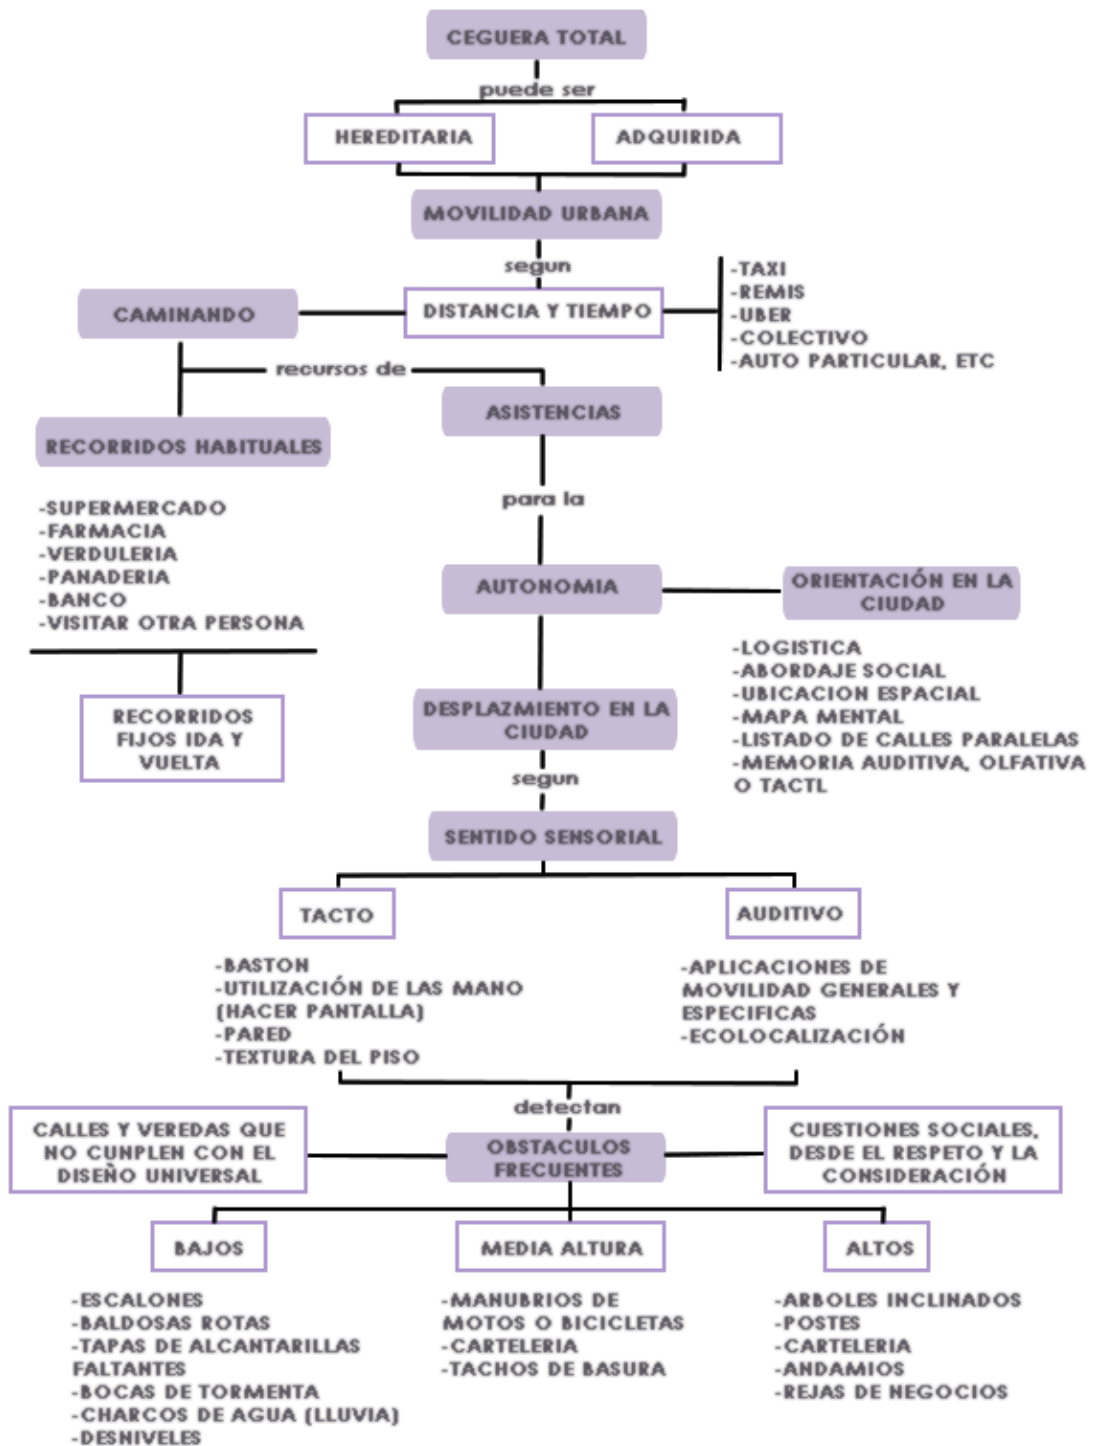 CEGUERA TOTAL
puede ser
HEREDITARIA
ADQUIRIDA
MOVILIDAD URBANA
segun
DISTANCIA Y TIEMPO
CAMINANDO
-TAXI
-REMIS
-UBER
-COLECTIVO
-AUTO PARTICULAR, ETC
recursos de
ASISTENCIAS
RECORRIDOS HABITUALES
-SUPERMERCADO
-FARMACIA
-VERDULERIA
-PANADERIA
-BANCO
-VISITAR OTRA PERSONA
RECORRIDOS
FIJOS IDA Y
VUELTA
para la
AUTONOMIA
ORIENTACIÓN EN LA
CIUDAD
-LOGISTICA
-ABORDAJE SOCIAL
-UBICACION ESPACIAL
-MAPA MENTAL
-LISTADO DE CALLES PARALELAS
-MEMORIA AUDITIVA, OLFATIVA
O TACTL
DESPLAZMIENTO EN LA
CIUDAD
segun
SENTIDO SENSORIAL
TACTO
-BASTON
-UTILIZACIÓN DE LAS MANO
(HACER PANTALLA)
-PARED
-TEXTURA DEL PISO
AUDITIVO
-APLICACIONES DE
MOVILIDAD GENERALES Y
ESPECIFICAS
-ECOLOCALIZACIÓN
detectan
CALLES Y VEREDAS QUE
NO CUNPLEN CON EL
DISEÑO UNIVERSAL
OBSTACULOS
FRECUENTES
CUESTIONES SOCIALES,
DESDE EL RESPETO Y LA
CONSIDERACIÓN
BAJOS
-ESCALONES
-BALDOSAS ROTAS
-TAPAS DE ALCANTARILLAS
FALTANTES
-BOCAS DE TORMENTA
-CHARCOS DE AGUA (LLUVIA)
-DESNIVELES
MEDIA ALTURA
-MANUBRIOS DE
MOTOS O BICICLETAS
-CARTELERIA
-TACHOS DE BASURA
ALTOS
-ARBOLES INCLINADOS
-POSTES
-CARTELERIA
-ANDAMIOS
-REJAS DE NEGOCIOS